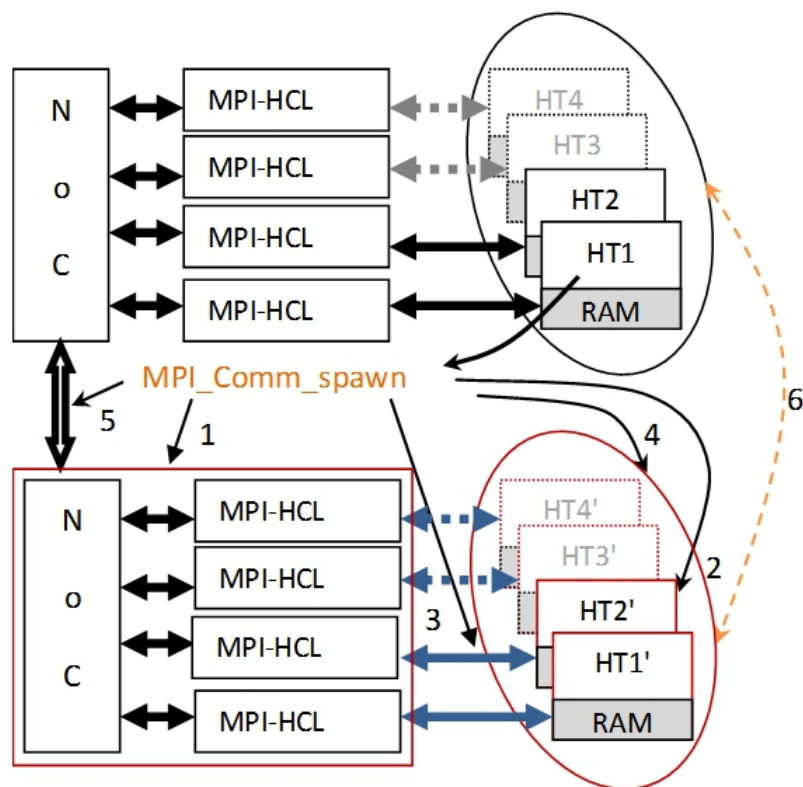 N
o
C
MPI-HCL
MPI-HCL
MPI-HCL
MPI-HCL
HT4
HT3
HT2
HT1
RAM
MPI_Comm_spawn
5
1
4
6
N
o
C
MPI-HCL
MPI-HCL
MPI-HCL
MPI-HCL
3
2
HT4'
HT3'
HT2'
HT1'
RAM